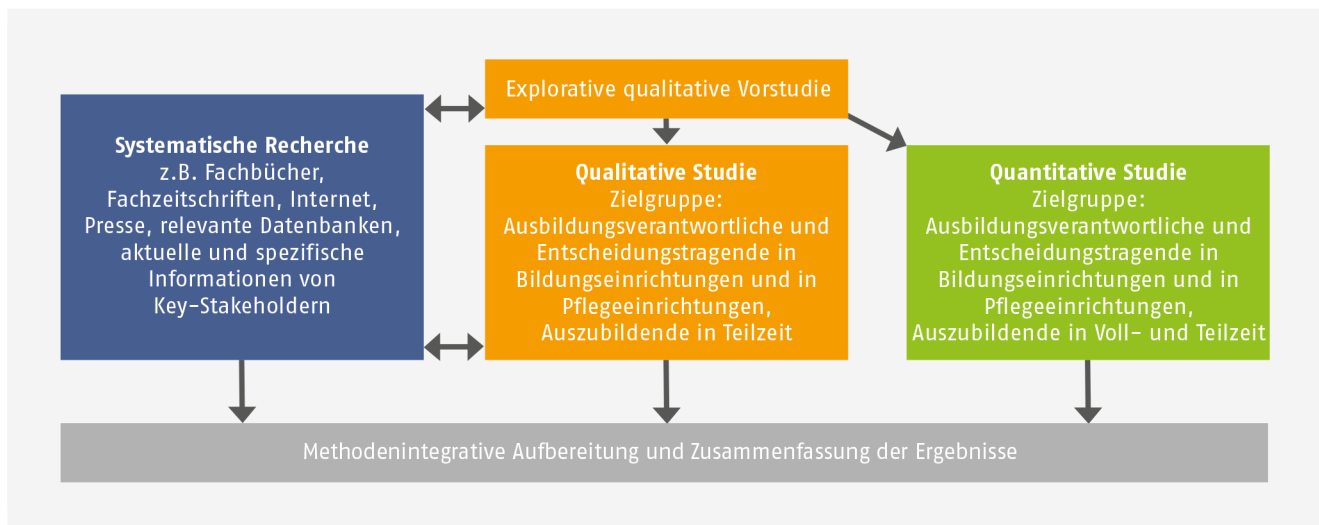 Explorative qualitative Vorstudie
Systematische Recherche
z.B. Fachbücher,
Fachzeitschriften, Internet,
Presse, relevante Datenbanken,
aktuelle und spezifische
Informationen von
Key-Stakeholdern
Qualitative Studie
Zielgruppe:
Ausbildungsverantwortliche und
Entscheidungstragende in
Bildungseinrichtungen und in
Pflegeeinrichtungen,
Auszubildende in Teilzeit
Quantitative Studie
Zielgruppe:
Ausbildungsverantwortliche und
Entscheidungstragende in
Bildungseinrichtungen und in
Pflegeeinrichtungen,
Auszubildende in Voll- und Teilzeit
Methodenintegrative Aufbereitung und Zusammenfassung der Ergebnisse